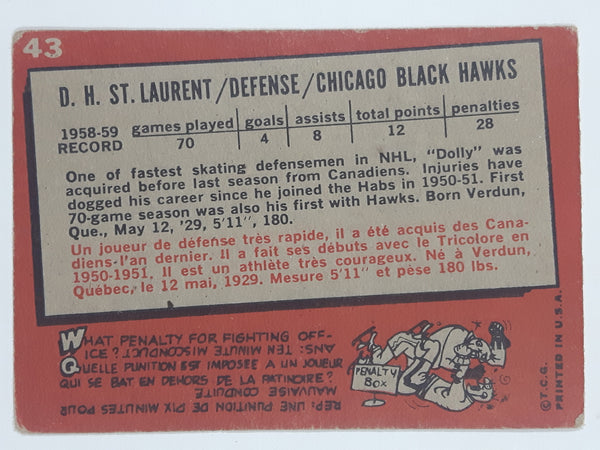 43
D. H. ST. LAURENT/DEFENSE/CHICAGO BLACK HAWKS
1958-59 RECORD
games played goals assists total points penalties
70 4 8 12 28
One of fastest skating defensemen in NHL, "Dolly" was
acquired before last season from Canadiens. Injuries have
dogged his career since he joined the Habs in 1950-51. First
70-game season was also his first with Hawks. Born Verdun,
Que., May 12, '29, 5'11", 180.
Un joueur de défense très rapide, il a été acquis des Cana-
diens-l'an dernier. Il a fait ses débuts avec le Tricolore en
1950-1951. Il est un athlète très courageux. Né à Verdun,
Québec, le 12 mai, 1929. Mesure 5'11" et pèse 180 lbs.
WHAT PENALTY FOR FIGHTING OFF-
ICE?
ANS: TEN MINUTE MISCONDUCT.
QUELLE PUNITION EST IMPOSEE A UN JOUEUR
QUI SE BAT EN DEHORS DE LA PATINOIRE?
REP: UNE PUNITION DE DIX MINUTES POUR
MAUVAISE CONDUITE
PENALTY
BOX
©T.C.G.
PRINTED IN U.S.A.